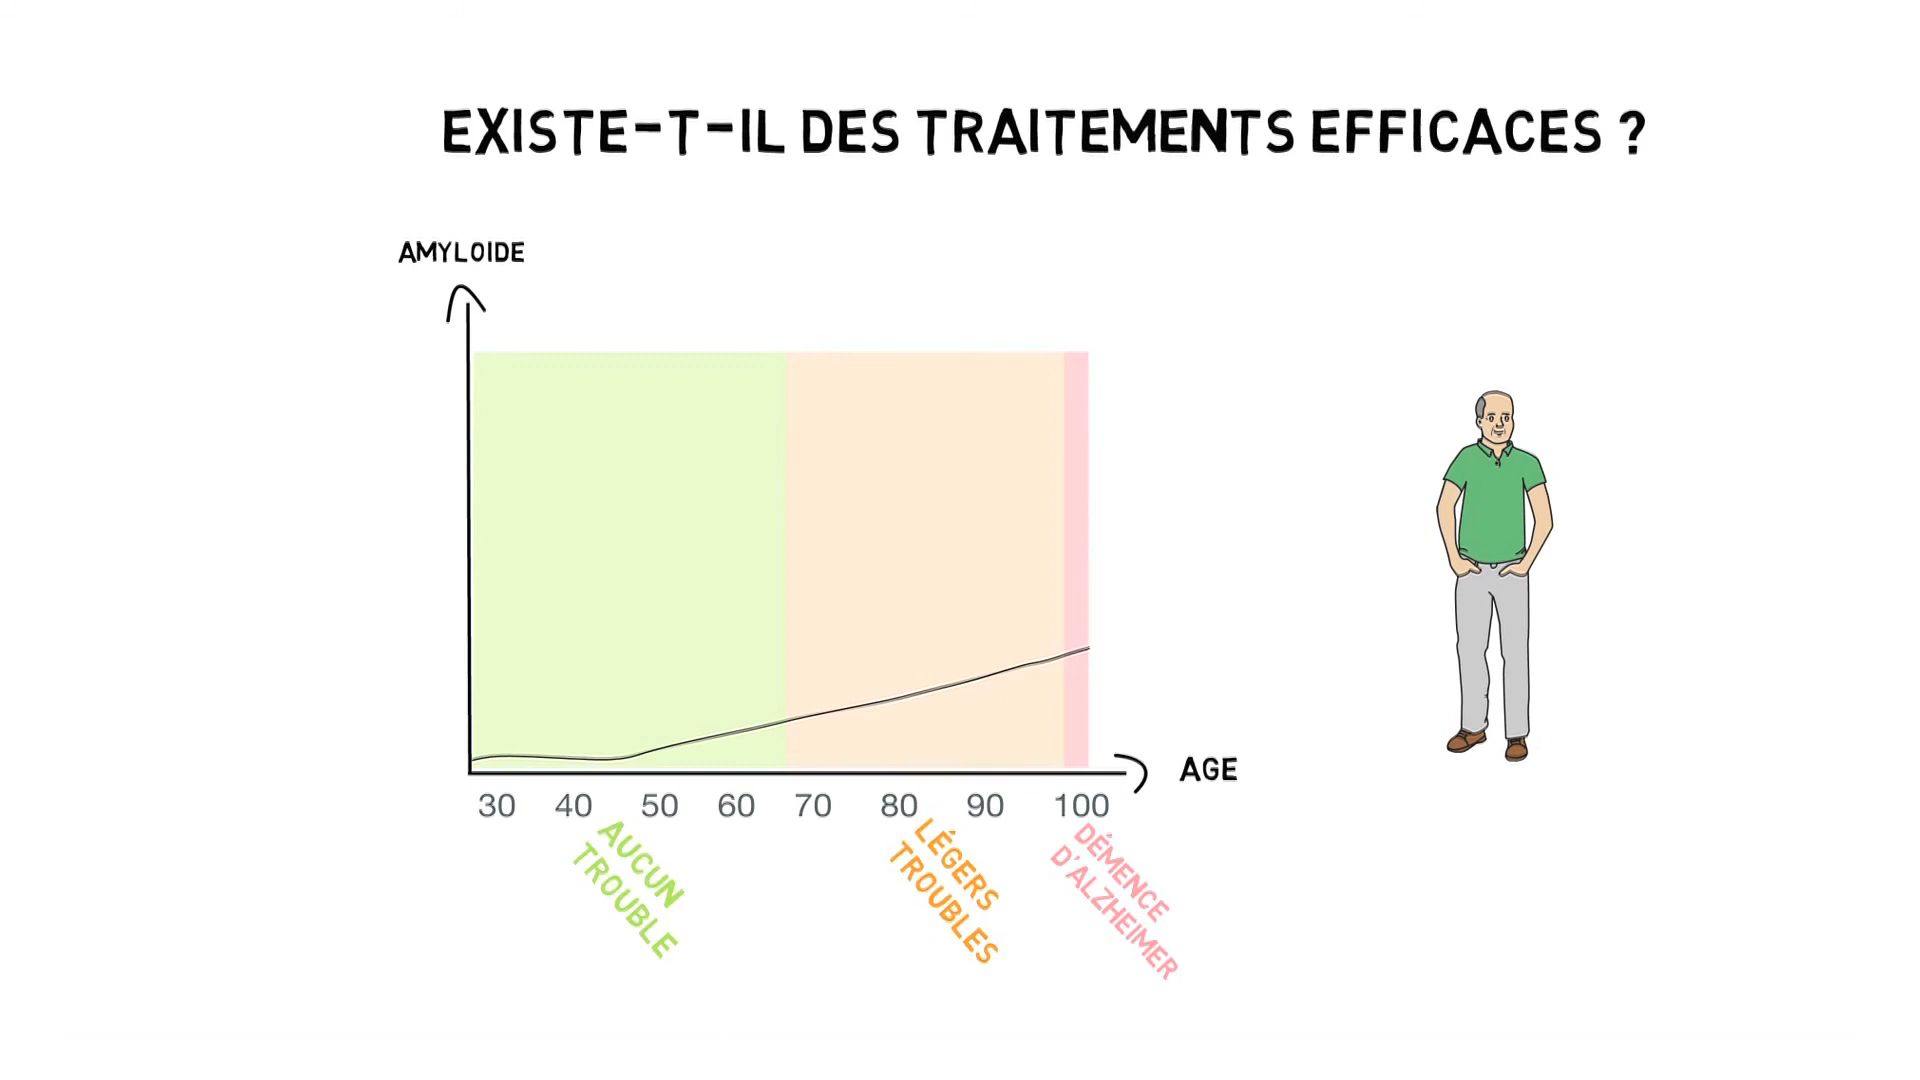 EXISTE-T-IL DES TRAITEMENTS EFFICACES ?
AMYLOIDE
AGE
30 40 50 60 70 80 90 100
AUCUN
TROUBLE
LÉGERS
TROUBLES
DÉMENCE
D'ALZHEIMER